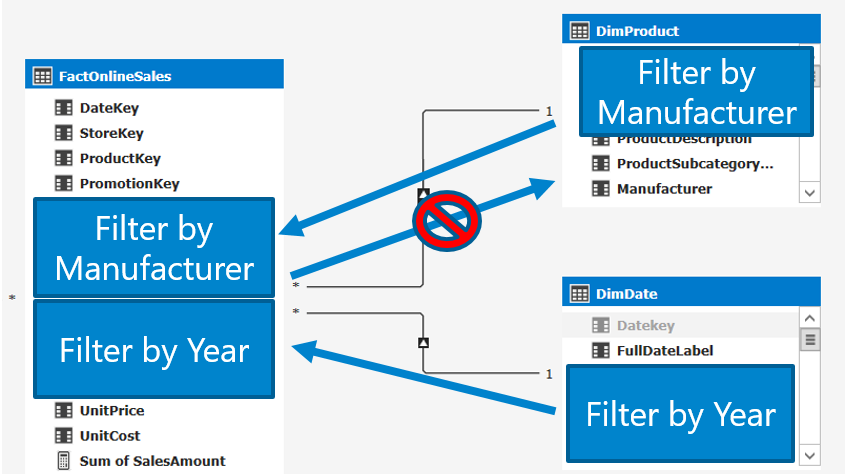 FactOnlineSales
DateKey
StoreKey
ProductKey
PromotionKey
Filter by
Manufacturer
Filter by Year
UnitPrice
UnitCost
Sum of SalesAmount
*
*
*
1
1
DimProduct
Filter by
Manufacturer
ProductDescription
ProductSubcategory...
Manufacturer
DimDate
Datekey
FullDateLabel
Filter by Year